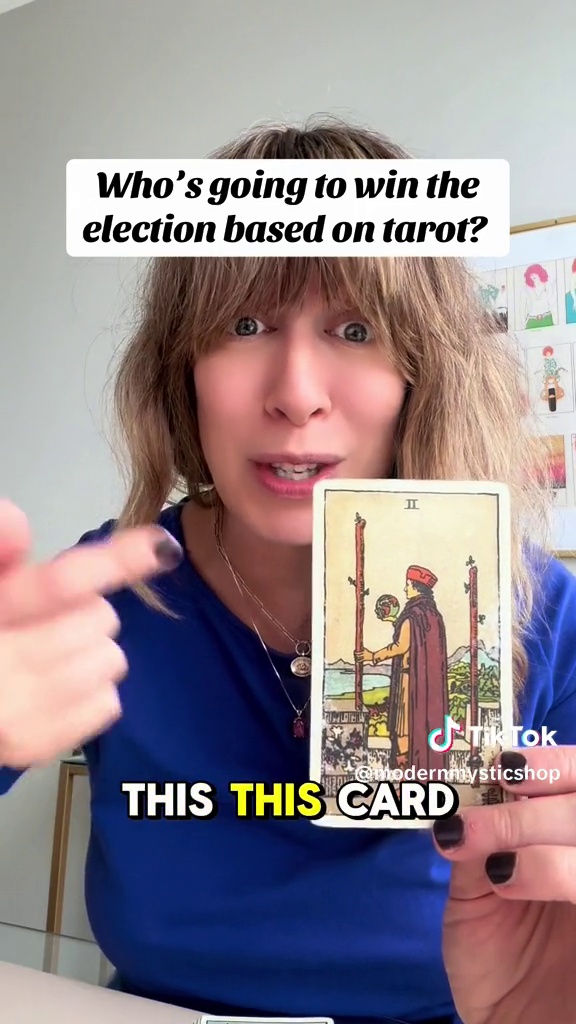 Who's going to win the
election based on tarot?
II
TikTok
@modernmysticshop
THIS THIS CARD